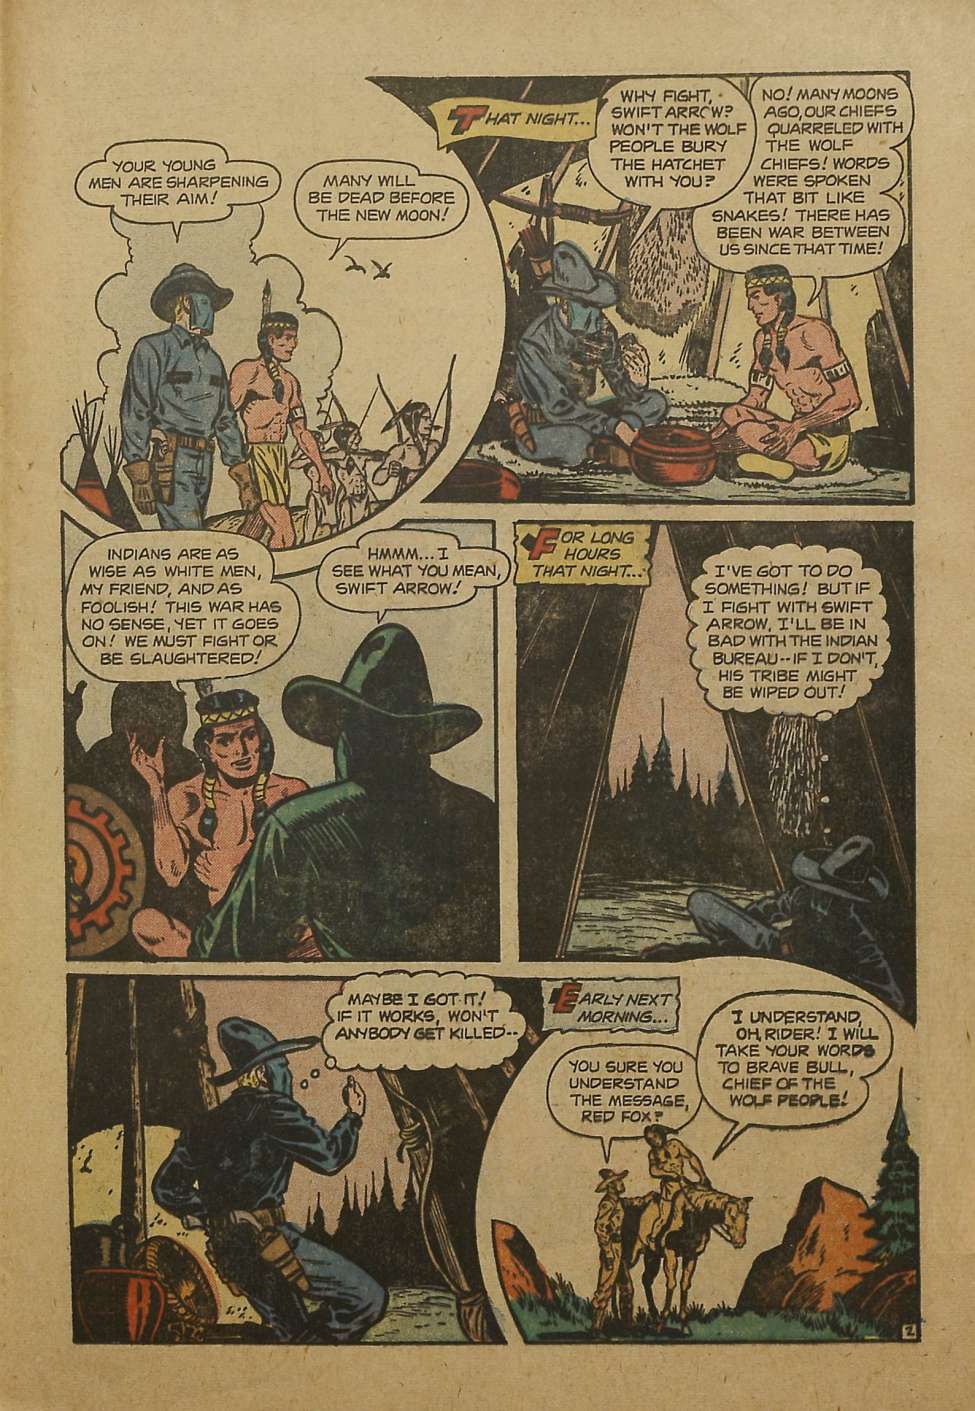 YOUR YOUNG
MEN ARE SHARPENING
THEIR AIM!
MANY WILL
BE DEAD BEFORE
THE NEW MOON!
THAT NIGHT...
WHY FIGHT,
SWIFT ARROW?
WON'T THE WOLF
PEOPLE BURY
THE HATCHET
WITH YOU?
NO! MANY MOONS
AGO, OUR CHIEFS
QUARRELED WITH
THE WOLF
CHIEFS! WORDS
WERE SPOKEN
THAT BIT LIKE
SNAKES! THERE HAS
BEEN WAR BETWEEN
US SINCE THAT TIME!
INDIANS ARE AS
WISE AS WHITE MEN,
MY FRIEND, AND AS
FOOLISH! THIS WAR HAS
NO SENSE, YET IT GOES
ON! WE MUST FIGHT OR
BE SLAUGHTERED!
HMMM... I
SEE WHAT YOU MEAN,
SWIFT ARROW!
FOR LONG
HOURS
THAT NIGHT...
I'VE GOT TO DO
SOMETHING! BUT IF
I FIGHT WITH SWIFT
ARROW, I'LL BE IN
BAD WITH THE INDIAN
BUREAU--IF I DON'T,
HIS TRIBE MIGHT
BE WIPED OUT!
MAYBE I GOT IT!
IF IT WORKS, WON'T
ANYBODY GET KILLED--
EARLY NEXT
MORNING...
YOU SURE YOU
UNDERSTAND
THE MESSAGE,
RED FOX?
I UNDERSTAND,
OH, RIDER! I WILL
TAKE YOUR WORDS
TO BRAVE BULL,
CHIEF OF THE
WOLF PEOPLE!
2